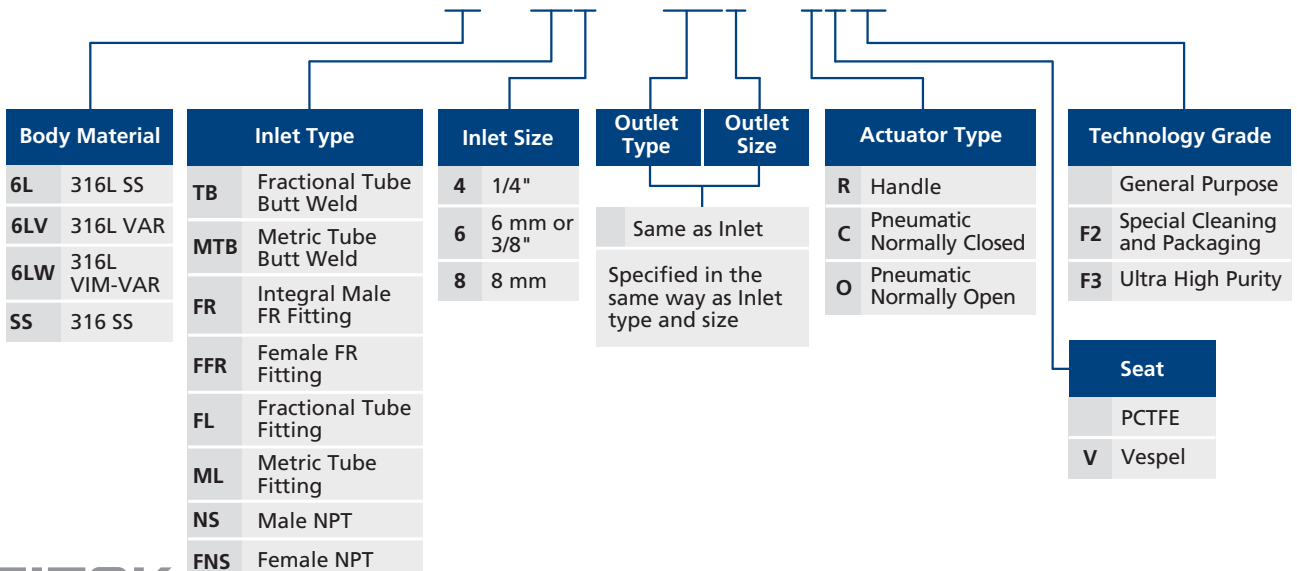 Body Material
6L 316L SS
6LV 316L VAR
6LW 316L
VIM-VAR
SS 316 SS
Inlet Type
TB Fractional Tube
Butt Weld
MTB Metric Tube
Butt Weld
FR Integral Male
FR Fitting
FFR Female FR
Fitting
FL Fractional Tube
Fitting
ML Metric Tube
Fitting
NS Male NPT
FNS Female NPT
Inlet Size
4 1/4"
6 6 mm or
3/8"
8 8 mm
Outlet
Type
Outlet
Size
Same as Inlet
Specified in the
same way as Inlet
type and size
Actuator Type
R Handle
C Pneumatic
Normally Closed
O Pneumatic
Normally Open
Technology Grade
General Purpose
F2 Special Cleaning
and Packaging
F3 Ultra High Purity
Seat
PCTFE
V Vespel